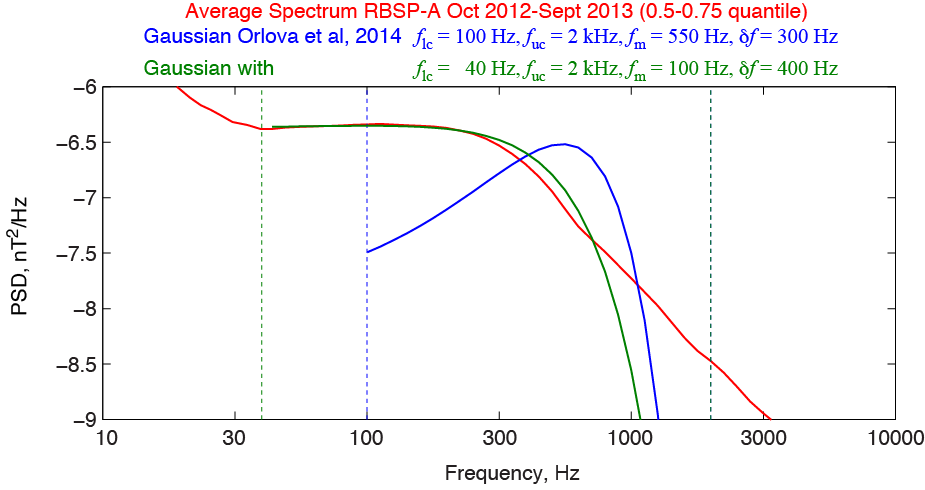 Average Spectrum RBSP-A Oct 2012-Sept 2013 (0.5-0.75 quantile)
Gaussian Orlova et al, 2014 flc = 100 Hz, fuc = 2 kHz, fm = 550 Hz, δf = 300 Hz
Gaussian with flc = 40 Hz, fuc = 2 kHz, fm = 100 Hz, δf = 400 Hz
−6
−6.5
−7
−7.5
−8
−8.5
−9
PSD, nT²/Hz
10 30 100 300 1000 3000 10000
Frequency, Hz